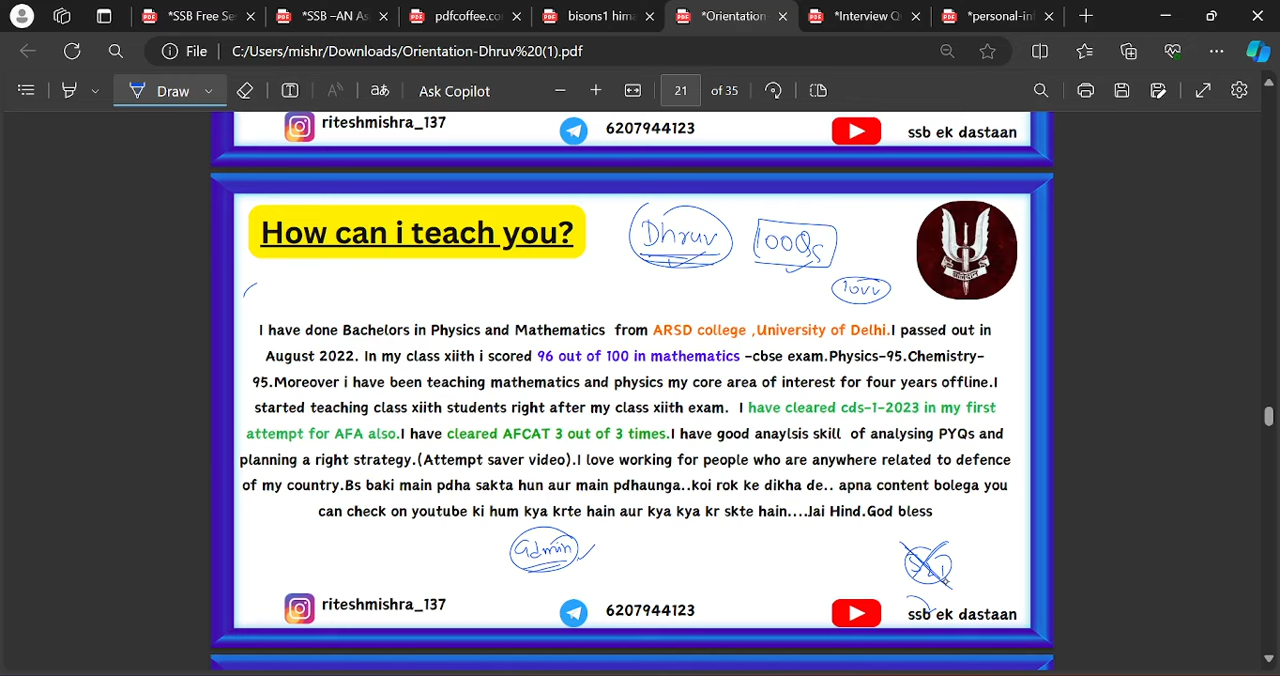 *SSB Free Se
*SSB –AN As
pdfcoffee.co
bisons1 hima
*Orientation
*Interview Q
*personal-in
File
C:/Users/mishr/Downloads/Orientation-Dhruv%20(1).pdf
Draw
Ask Copilot
21
of 35
riteshmishra_137
6207944123
ssb ek dastaan
How can i teach you?
Dhruv
100Qs
10vv
I have done Bachelors in Physics and Mathematics from ARSD college ,University of Delhi.I passed out in
August 2022. In my class xiith i scored 96 out of 100 in mathematics -cbse exam.Physics-95.Chemistry-
95.Moreover i have been teaching mathematics and physics my core area of interest for four years offline.I
started teaching class xiith students right after my class xiith exam. I have cleared cds-1-2023 in my first
attempt for AFA also.I have cleared AFCAT 3 out of 3 times.I have good anaylsis skill of analysing PYQs and
planning a right strategy.(Attempt saver video).I love working for people who are anywhere related to defence
of my country.Bs baki main pdha sakta hun aur main pdhaunga..koi rok ke dikha de.. apna content bolega you
can check on youtube ki hum kya krte hain aur kya kya kr skte hain....Jai Hind.God bless
admin
riteshmishra_137
6207944123
ssb ek dastaan